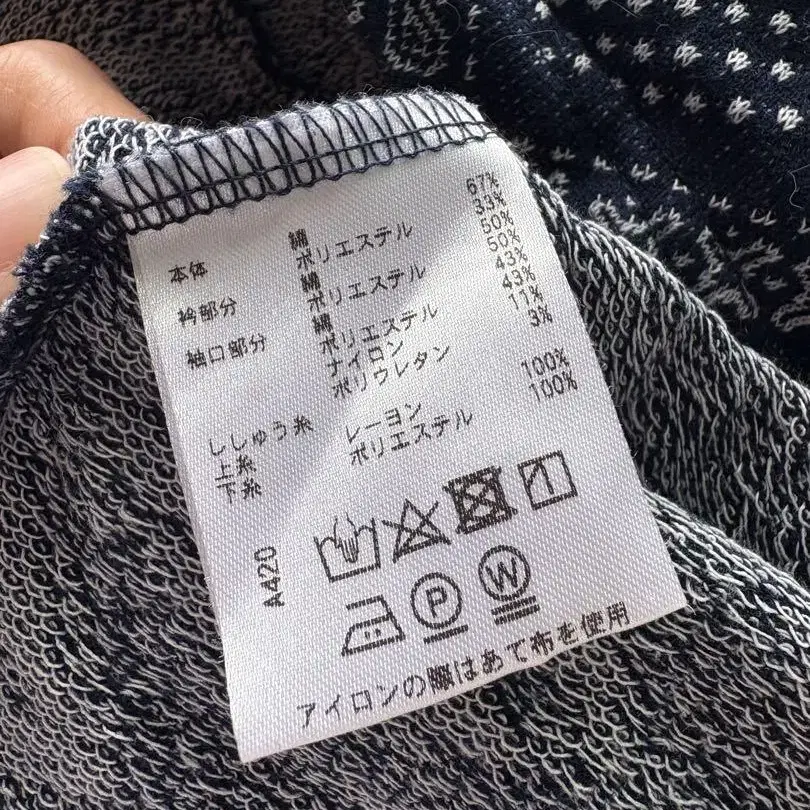 本体 綿 67%
ポリエステル 33%
衿部分 綿 50%
ポリエステル 50%
袖口部分 綿 43%
ポリエステル 43%
ナイロン 11%
ポリウレタン 3%
ししゅう糸
上糸 レーヨン 100%
下糸 ポリエステル 100%
A420
P W
アイロンの際はあて布を使用